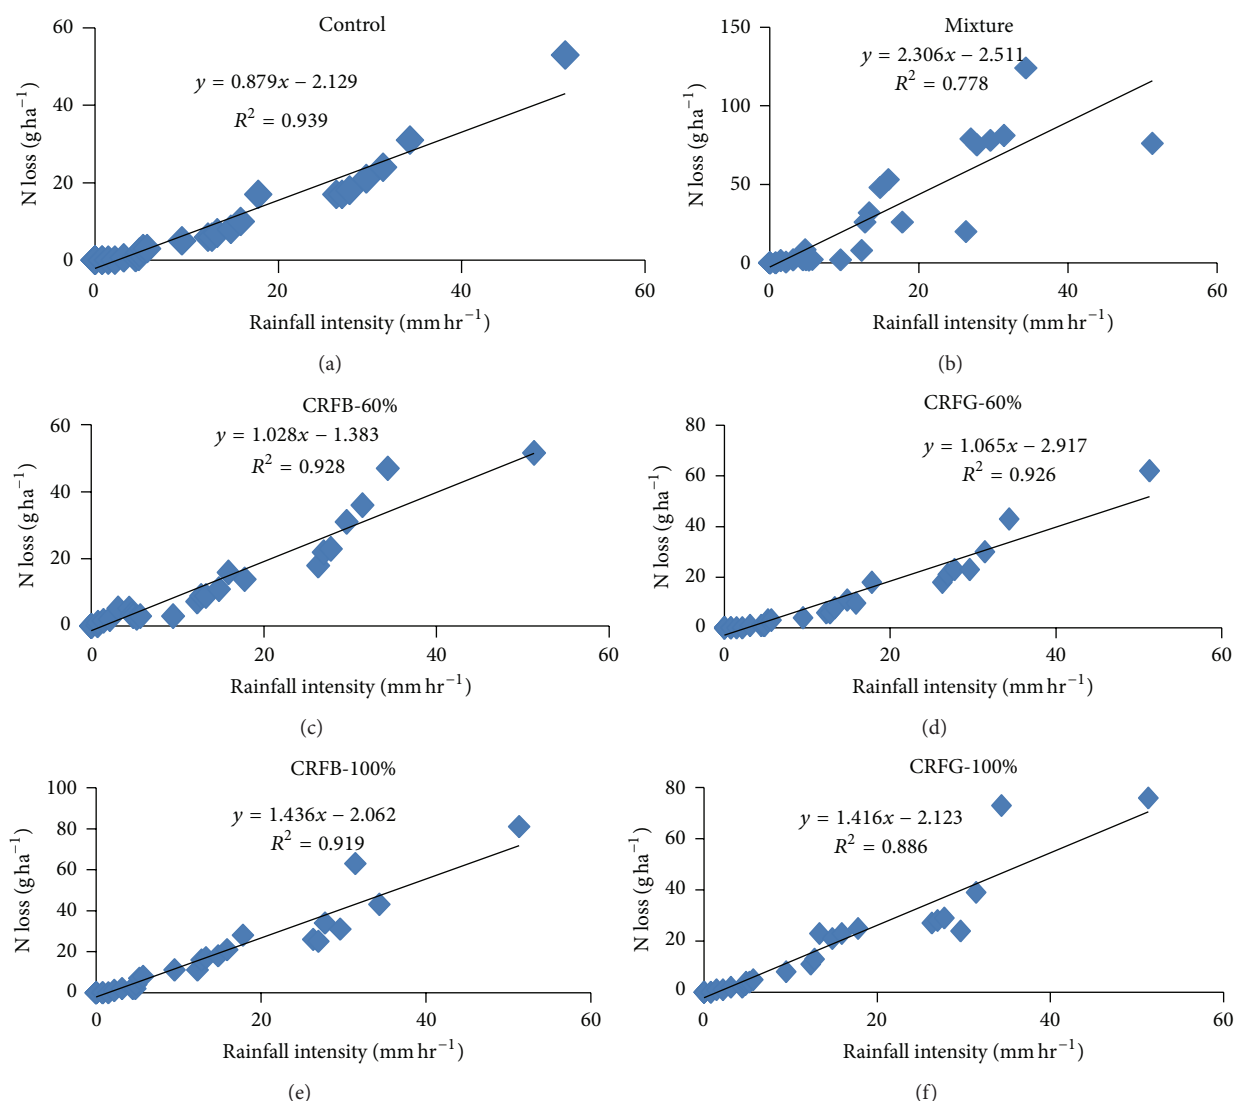 Control
y = 0.879x − 2.129
R² = 0.939
N loss (g ha⁻¹)
60
40
20
0
0 20 40 60
Rainfall intensity (mm hr⁻¹)
(a)
Mixture
y = 2.306x − 2.511
R² = 0.778
N loss (g ha⁻¹)
150
100
50
0
0 20 40 60
Rainfall intensity (mm hr⁻¹)
(b)
CRFB-60%
y = 1.028x − 1.383
R² = 0.928
N loss (g ha⁻¹)
60
40
20
0
0 20 40 60
Rainfall intensity (mm hr⁻¹)
(c)
CRFG-60%
y = 1.065x − 2.917
R² = 0.926
N loss (g ha⁻¹)
80
60
40
20
0
0 20 40 60
Rainfall intensity (mm hr⁻¹)
(d)
CRFB-100%
y = 1.436x − 2.062
R² = 0.919
N loss (g ha⁻¹)
100
80
60
40
20
0
0 20 40 60
Rainfall intensity (mm hr⁻¹)
(e)
CRFG-100%
y = 1.416x − 2.123
R² = 0.886
N loss (g ha⁻¹)
80
60
40
20
0
0 20 40 60
Rainfall intensity (mm hr⁻¹)
(f)